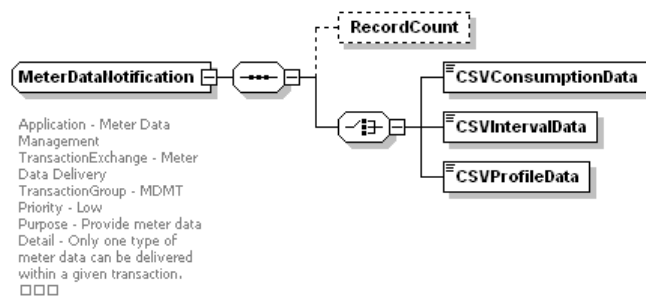 RecordCount
MeterDataNotification
CSVConsumptionData
CSVIntervalData
CSVProfileData
Application - Meter Data
Management
TransactionExchange - Meter
Data Delivery
TransactionGroup - MDMT
Priority - Low
Purpose - Provide meter data
Detail - Only one type of
meter data can be delivered
within a given transaction.